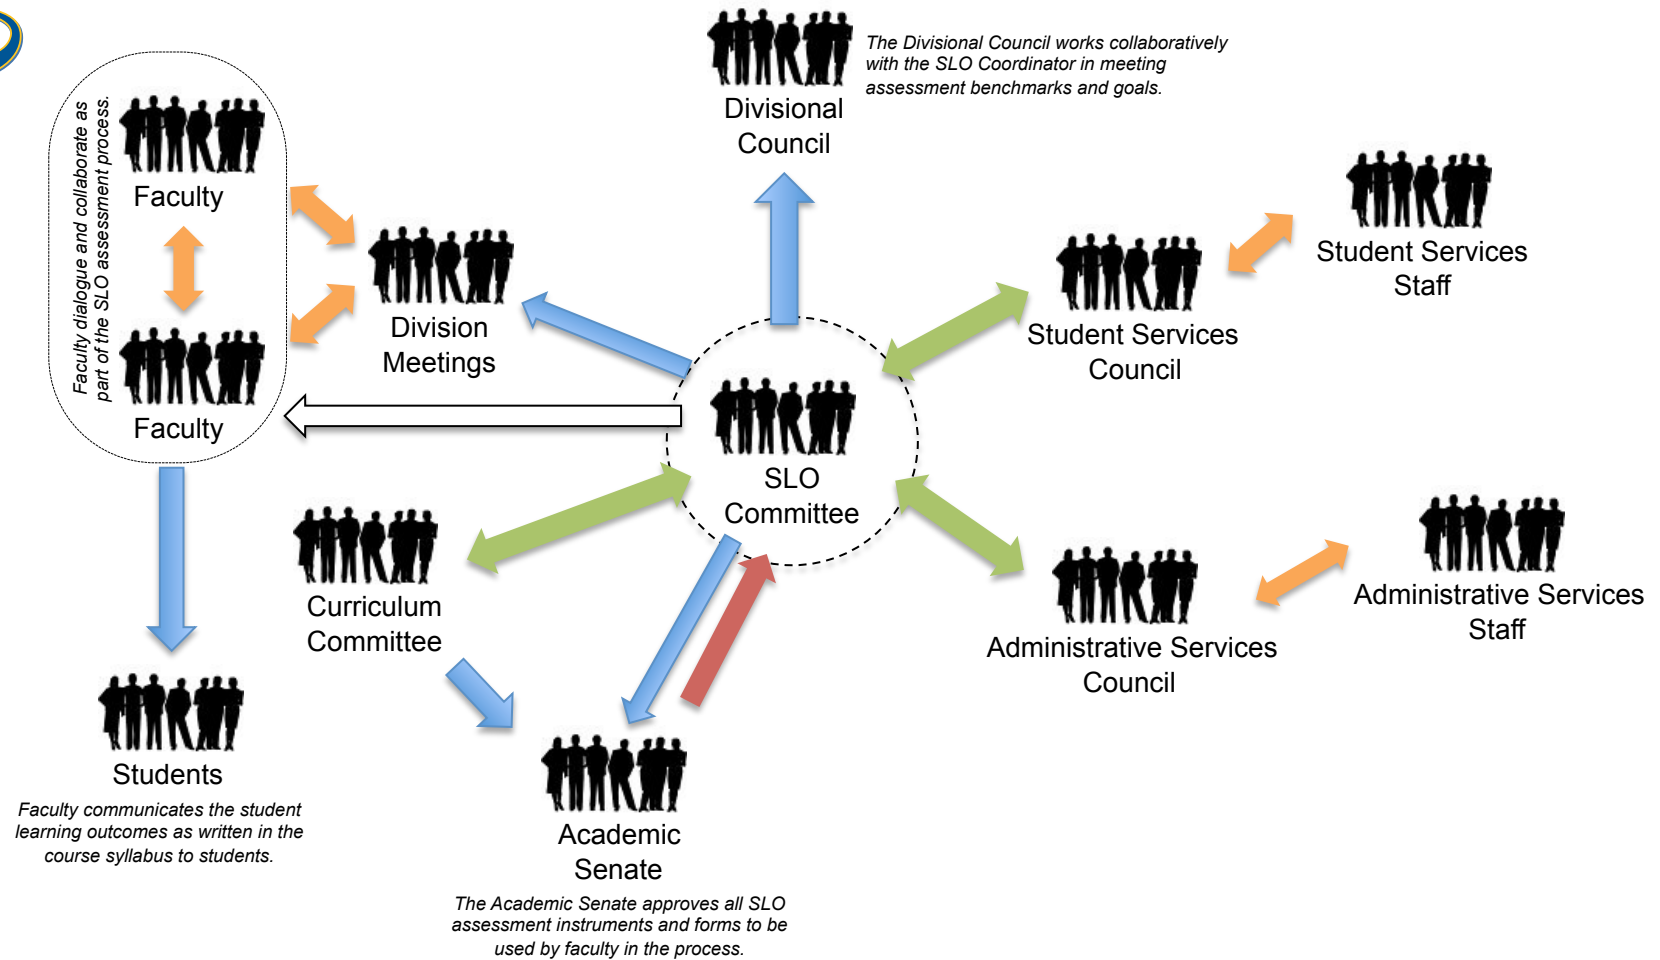 Faculty dialogue and collaborate as
part of the SLO assessment process.
Faculty
Faculty
Division
Meetings
Divisional
Council
The Divisional Council works collaboratively
with the SLO Coordinator in meeting
assessment benchmarks and goals.
Student Services
Council
Student Services
Staff
SLO
Committee
Curriculum
Committee
Administrative Services
Council
Administrative Services
Staff
Students
Faculty communicates the student
learning outcomes as written in the
course syllabus to students.
Academic
Senate
The Academic Senate approves all SLO
assessment instruments and forms to be
used by faculty in the process.